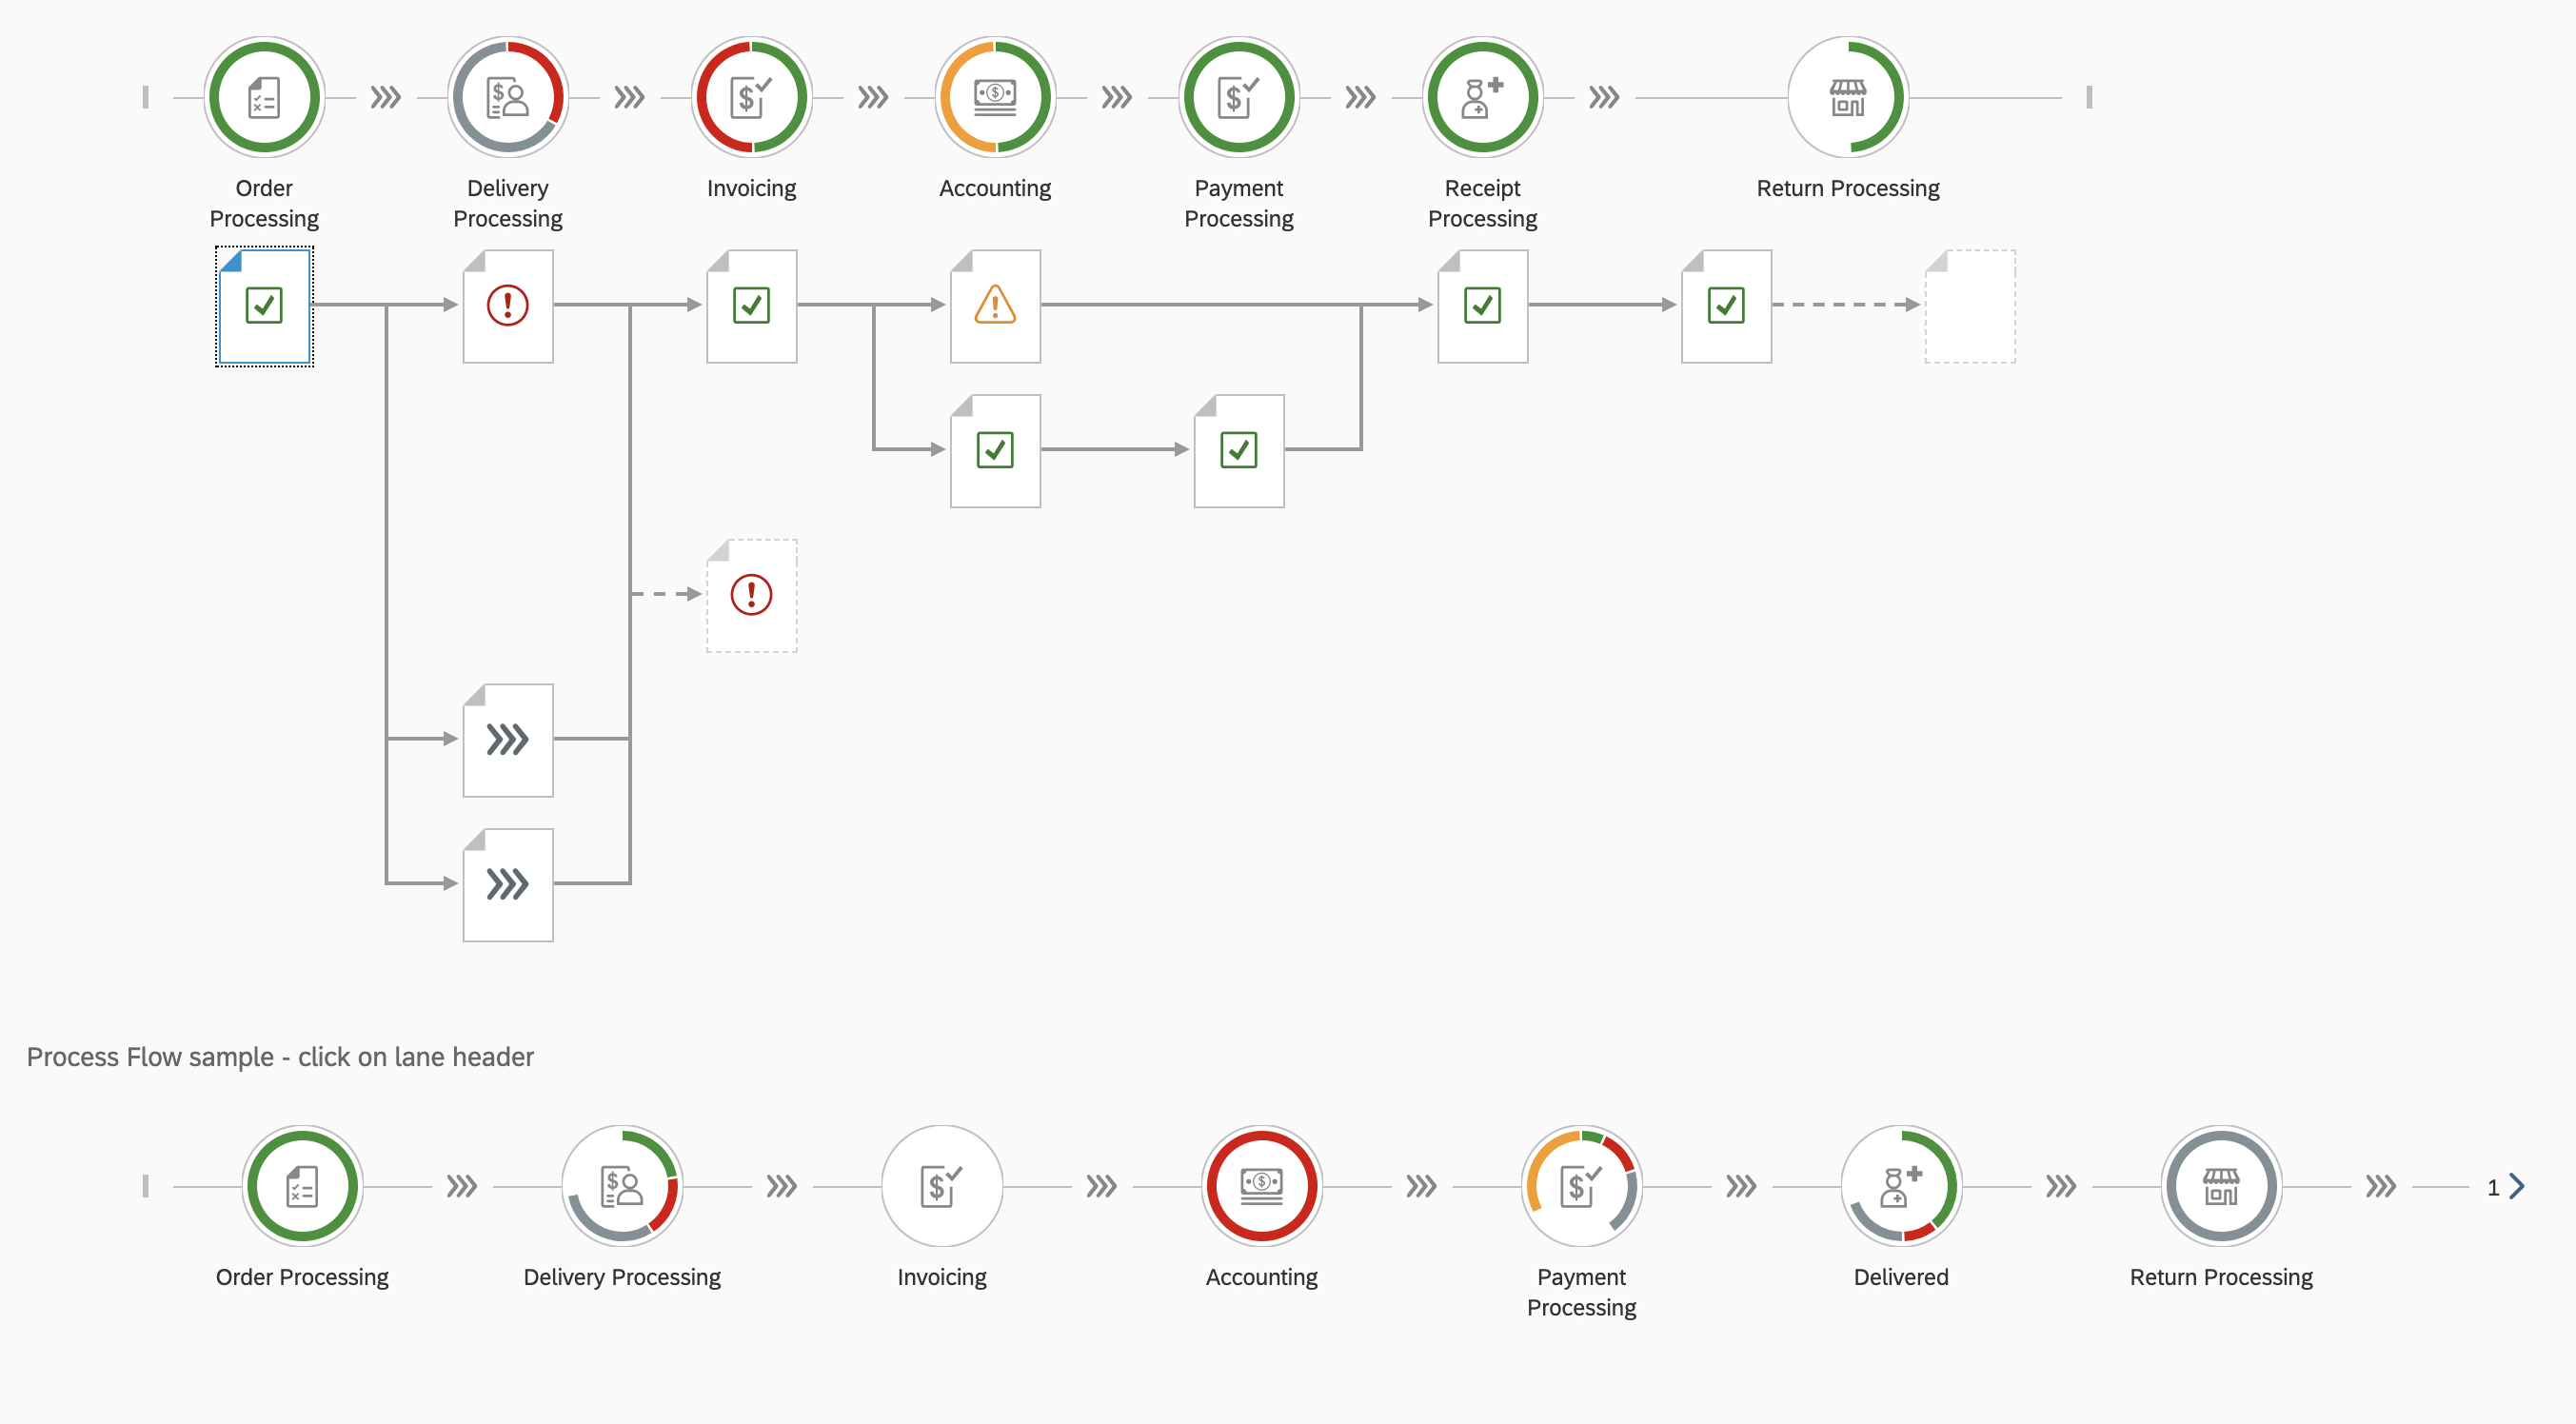 Order
Processing
Delivery
Processing
Invoicing
Accounting
Payment
Processing
Receipt
Processing
Return Processing
Process Flow sample - click on lane header
1
Order Processing
Delivery Processing
Invoicing
Accounting
Payment
Processing
Delivered
Return Processing